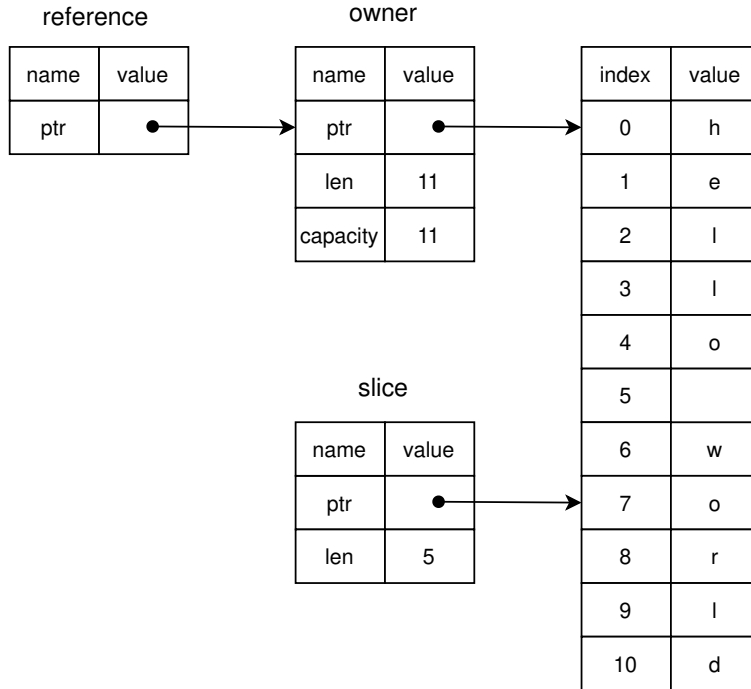 reference
name value
ptr
owner
name value
ptr
len 11
capacity 11
slice
name value
ptr
len 5
index value
0 h
1 e
2 l
3 l
4 o
5
6 w
7 o
8 r
9 l
10 d